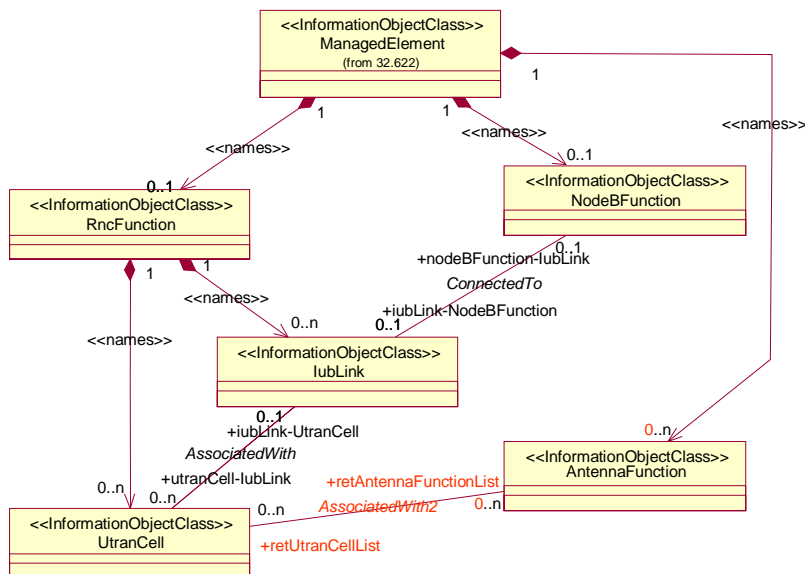 <<InformationObjectClass>>
ManagedElement
(from 32.622)
1
1
1
<<names>>
<<names>>
<<names>>
0..1
0..1
<<InformationObjectClass>>
RncFunction
<<InformationObjectClass>>
NodeBFunction
1
1
0..1
+nodeBFunction-IubLink
ConnectedTo
+iubLink-NodeBFunction
<<names>>
<<names>>
0..n
0..1
<<InformationObjectClass>>
IubLink
0..1
+iubLink-UtranCell
AssociatedWith
+utranCell-IubLink
0..n
0..n
0..n
<<InformationObjectClass>>
AntennaFunction
+retAntennaFunctionList
0..n
AssociatedWith2
0..n
<<InformationObjectClass>>
UtranCell
+retUtranCellList